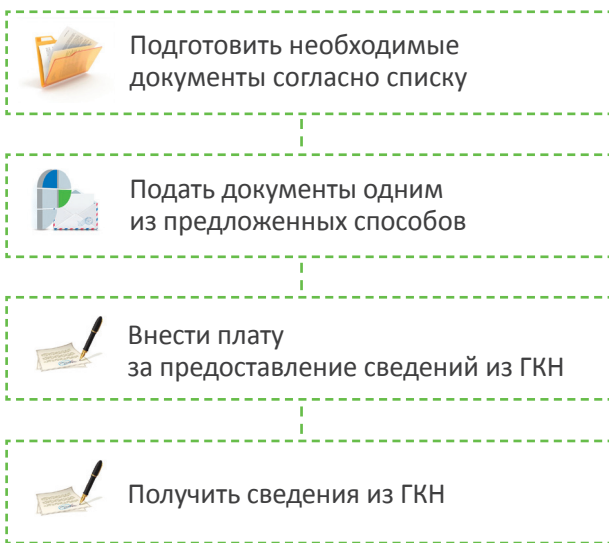 Подготовить необходимые
документы согласно списку
Подать документы одним
из предложенных способов
Внести плату
за предоставление сведений из ГКН
Получить сведения из ГКН